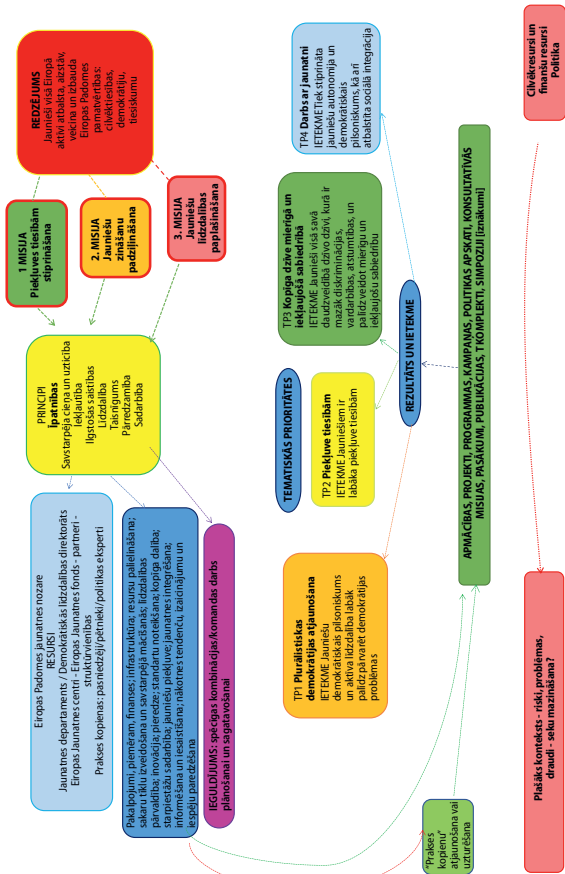 REDZĒJUMS
Jaunieši visā Eiropā
aktīvi atbalsta, aizstāv,
veicina un izbauda
Eiropas Padomes
pamatvērtības:
cilvēktiesības,
demokrātiju,
tiesiskumu
1 MISIJA
Piekļuves tiesībām
stiprināšana
2. MISIJA
Jauniešu
zināšanu
padziļināšana
3. MISIJA
Jauniešu
līdzdalības
paplašināšana
PRINCIPI
Īpatnības
Savstarpēja cieņa un uzticība
Iekļautība
Ilgstošas saistības
Līdzdalība
Taisnīgums
Pārredzamība
Sadarbība
Eiropas Padomes jaunatnes nozare
RESURSI
Jaunatnes departaments / Demokrātiskās līdzdalības direktorāts
Eiropas Jaunatnes centri - Eiropas Jaunatnes fonds - partneri -
struktūrvienības
Prakses kopienas; pasniedzēji/pētnieki/politikas eksperti
Pakalpojumi, piemēram, finanses; infrastruktūra; resursu palielināšana;
sakaru tīklu izveidošana un savstarpējā mācīšanās; līdzdalības
pārvaldība; inovācija; pieredze; standartu noteikšana; kopīga dalība;
starpiestāžu sadarbība; jauniešu piekļuve; jaunatnes integrēšana;
informēšana un iesaistīšana; nākotnes tendenču, izaicinājumu un
iespēju paredzēšana
IEGULDĪJUMS: spēcīgas kombinācijas/komandas darbs
plānošanai un sagatavošanai
TEMATISKĀS PRIORITĀTES
TP4 Darbs ar jaunatni
IETEKMETiek stiprināta
jauniešu autonomija un
demokrātiskais
pilsoniskums, kā arī
atbalstīta sociālā integrācija
TP3 Kopīga dzīve mierīgā un
iekļaujošā sabiedrībā
IETEKME Jaunieši visā savā
daudzveidībā dzīvo dzīvi, kurā ir
mazāk diskriminācijas,
vardarbības, atstumtības, un
palīdz veidot mierīgu un
iekļaujošu sabiedrību
TP2 Piekļuve tiesībām
IETEKME Jauniešiem ir
labāka piekļuve tiesībām
TP1 Plurālistiskas
demokrātijas atjaunošana
IETEKME Jauniešu
demokrātiskais pilsoniskums
un aktīva līdzdalība labāk
palīdz pārvarēt demokrātijas
problēmas
REZULTĀTS UN IETEKME
APMĀCĪBAS, PROJEKTI, PROGRAMMAS, KAMPAŅAS, POLITIKAS APSKATI, KONSULTATĪVĀS
MISIJAS, PASĀKUMI, PUBLIKĀCIJAS, T KOMPLEKTI, SIMPOZIJI [iznākumi]
"Prakses
kopienu"
atjaunošana vai
uzturēšana
Cilvēkresursi un
finanšu resursi
Politika
Plašāks konteksts - riski, problēmas,
draudi - seku mazināšana?